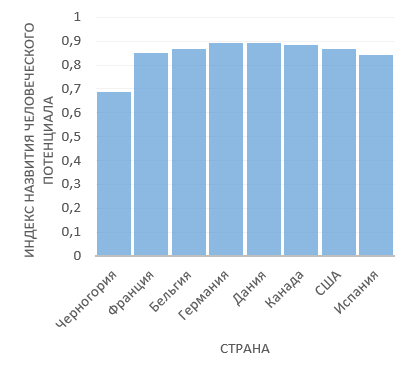 ИНДЕКС НАЗВИТИЯ ЧЕЛОВЕЧЕСКОГО
ПОТЕНЦИАЛА
1
0,9
0,8
0,7
0,6
0,5
0,4
0,3
0,2
0,1
0
Черногория
Франция
Бельгия
Германия
Дания
Канада
США
Испания
СТРАНА